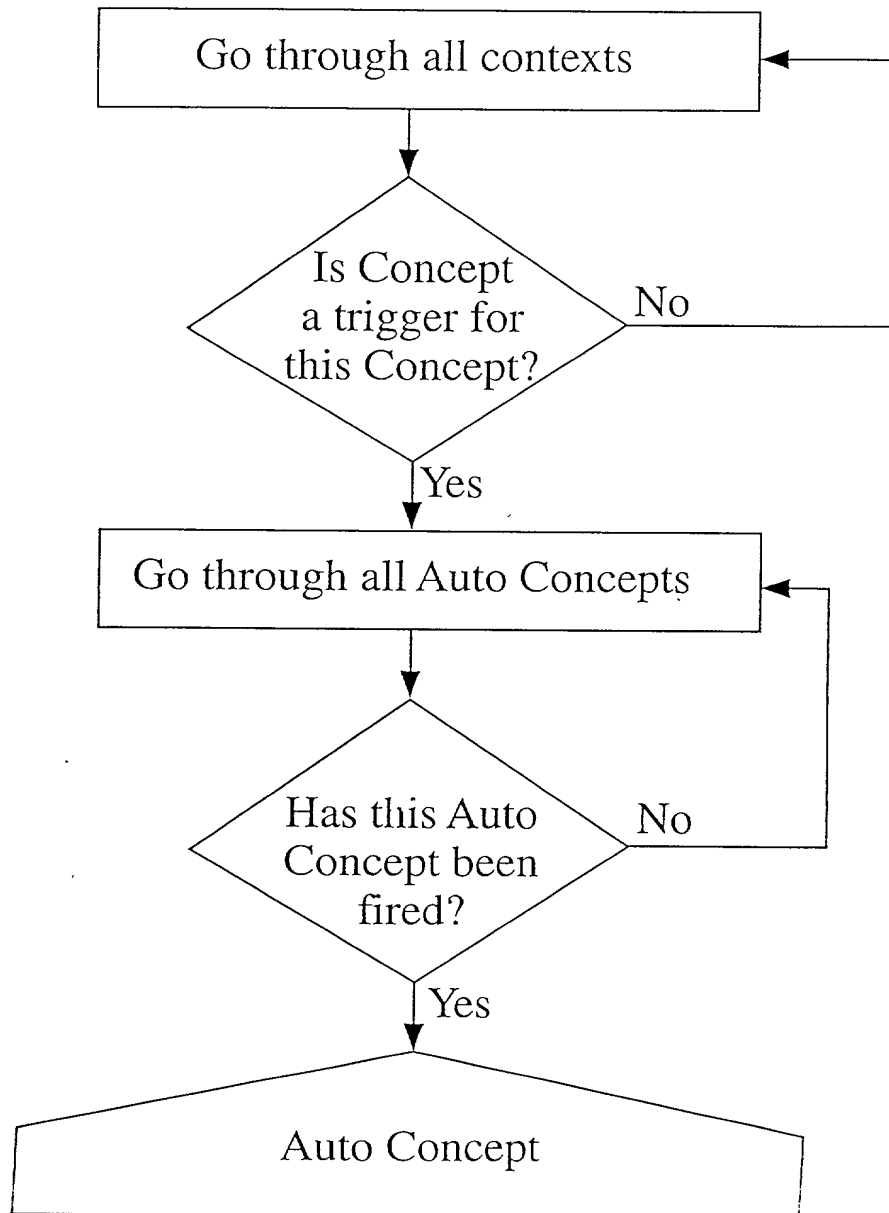 Go through all contexts
Is Concept
a trigger for
this Concept?
No
Yes
Go through all Auto Concepts
Has this Auto
Concept been
fired?
No
Yes
Auto Concept